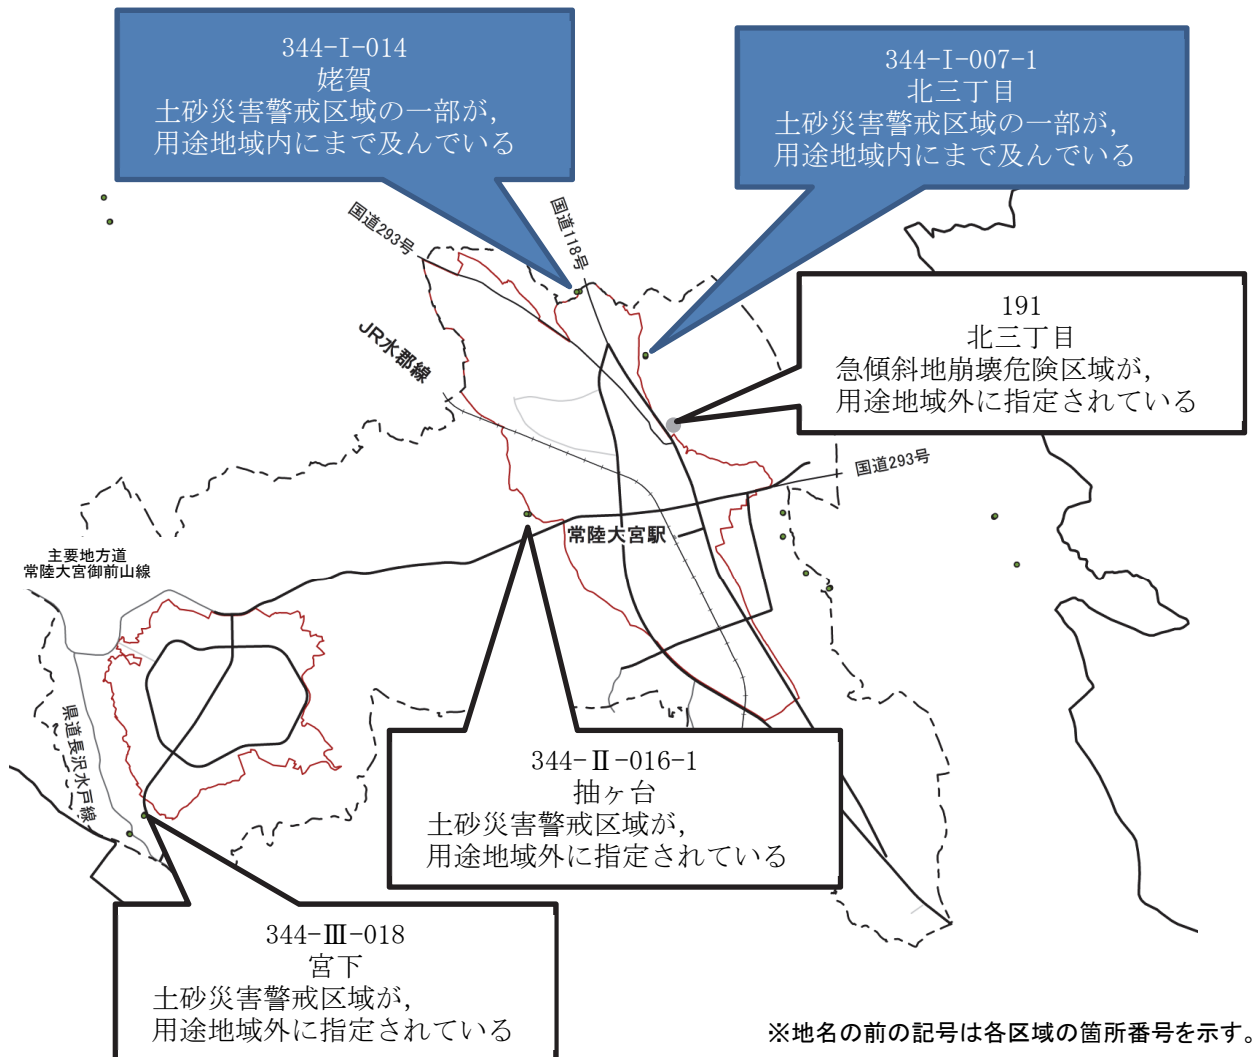 344-Ⅰ-014
姥賀
土砂災害警戒区域の一部が,
用途地域内にまで及んでいる
344-Ⅰ-007-1
北三丁目
土砂災害警戒区域の一部が,
用途地域内にまで及んでいる
国道293号
国道118号
191
北三丁目
急傾斜地崩壊危険区域が,
用途地域外に指定されている
JR水郡線
国道293号
常陸大宮駅
主要地方道
常陸大宮御前山線
県道長沢水戸線
344-Ⅱ-016-1
抽ヶ台
土砂災害警戒区域が,
用途地域外に指定されている
344-Ⅲ-018
宮下
土砂災害警戒区域が,
用途地域外に指定されている
※地名の前の記号は各区域の箇所番号を示す。